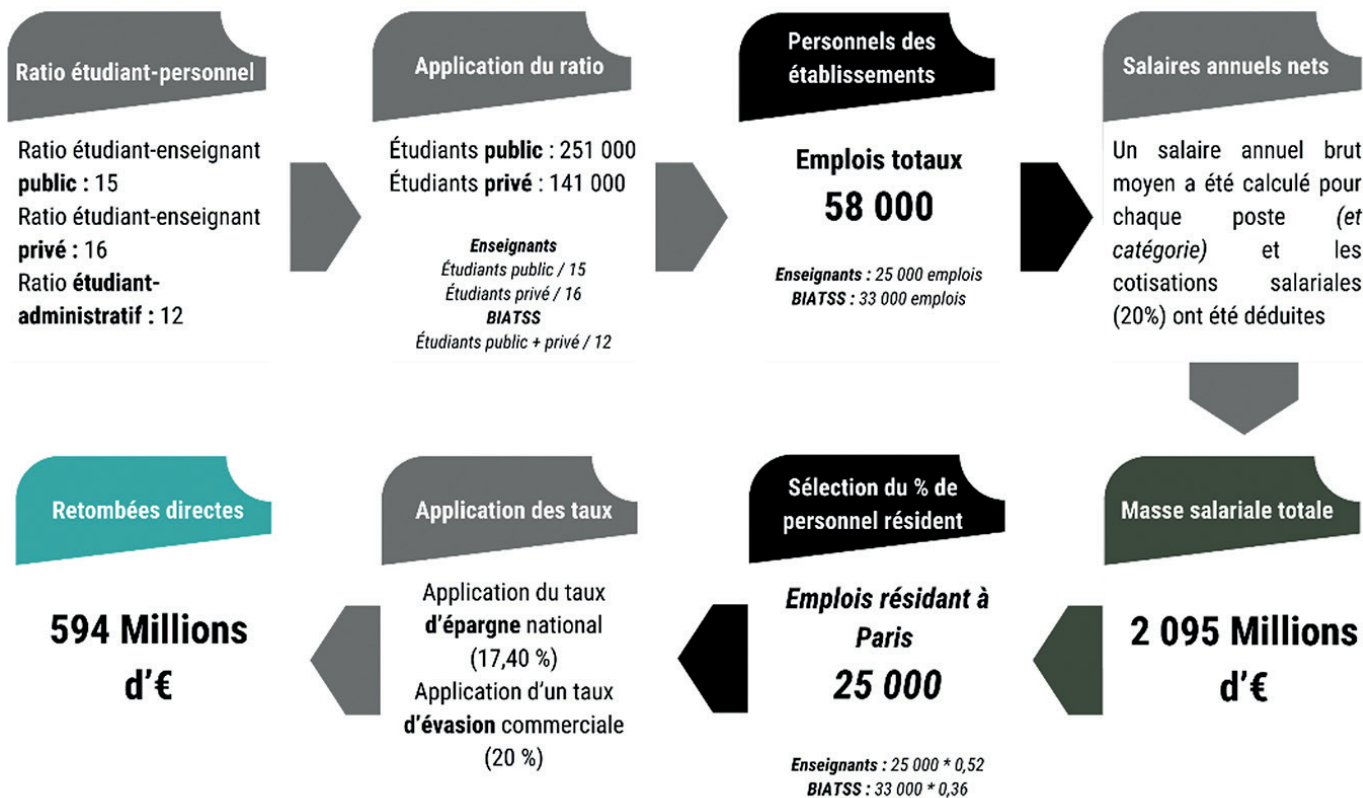 Ratio étudiant-personnel
Ratio étudiant-enseignant
public : 15
Ratio étudiant-enseignant
privé : 16
Ratio étudiant-
administratif : 12
Application du ratio
Étudiants public : 251 000
Étudiants privé : 141 000
Enseignants
Étudiants public / 15
Étudiants privé / 16
BIATSS
Étudiants public + privé / 12
Personnels des
établissements
Emplois totaux
58 000
Enseignants : 25 000 emplois
BIATSS : 33 000 emplois
Salaires annuels nets
Un salaire annuel brut
moyen a été calculé pour
chaque poste (et
catégorie) et les
cotisations salariales
(20%) ont été déduites
Masse salariale totale
2 095 Millions
d'€
Sélection du % de
personnel résident
Emplois résidant à
Paris
25 000
Enseignants : 25 000 * 0,52
BIATSS : 33 000 * 0,36
Application des taux
Application du taux
d'épargne national
(17,40 %)
Application d'un taux
d'évasion commerciale
(20 %)
Retombées directes
594 Millions
d'€